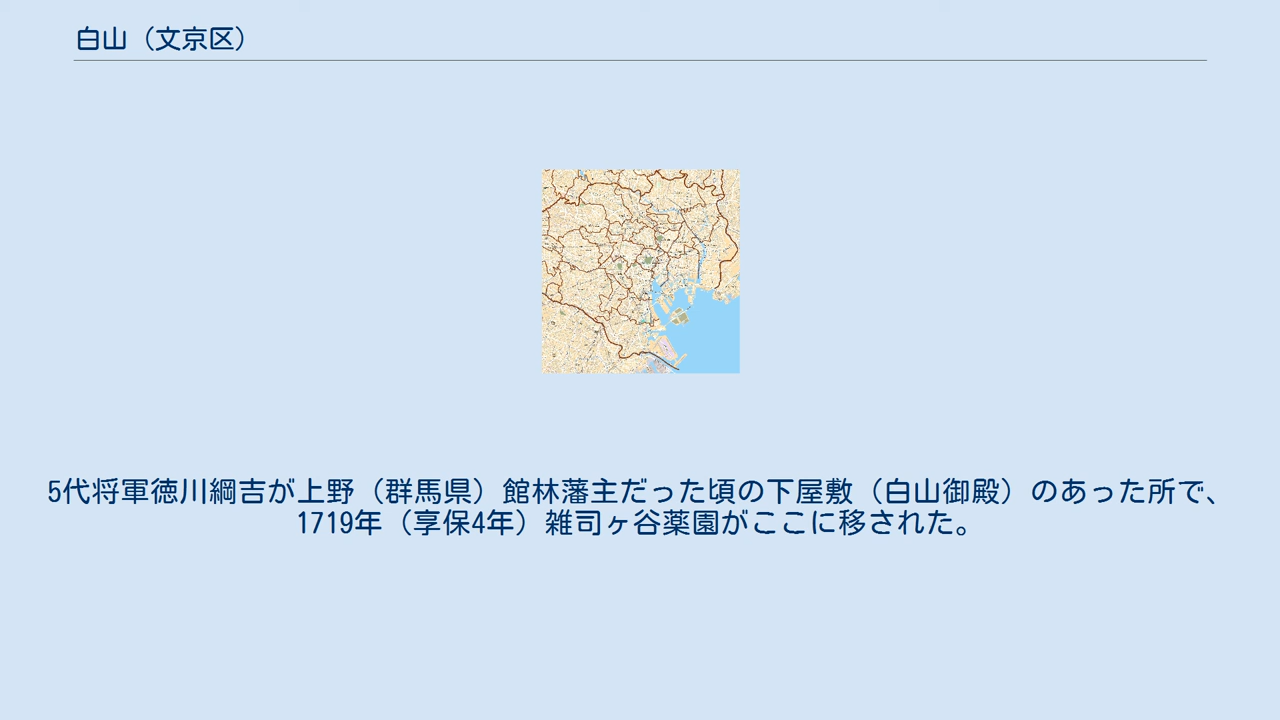 白山（文京区）
5代将軍徳川綱吉が上野（群馬県）館林藩主だった頃の下屋敷（白山御殿）のあった所で、
1719年（享保4年）雑司ヶ谷薬園がここに移された。